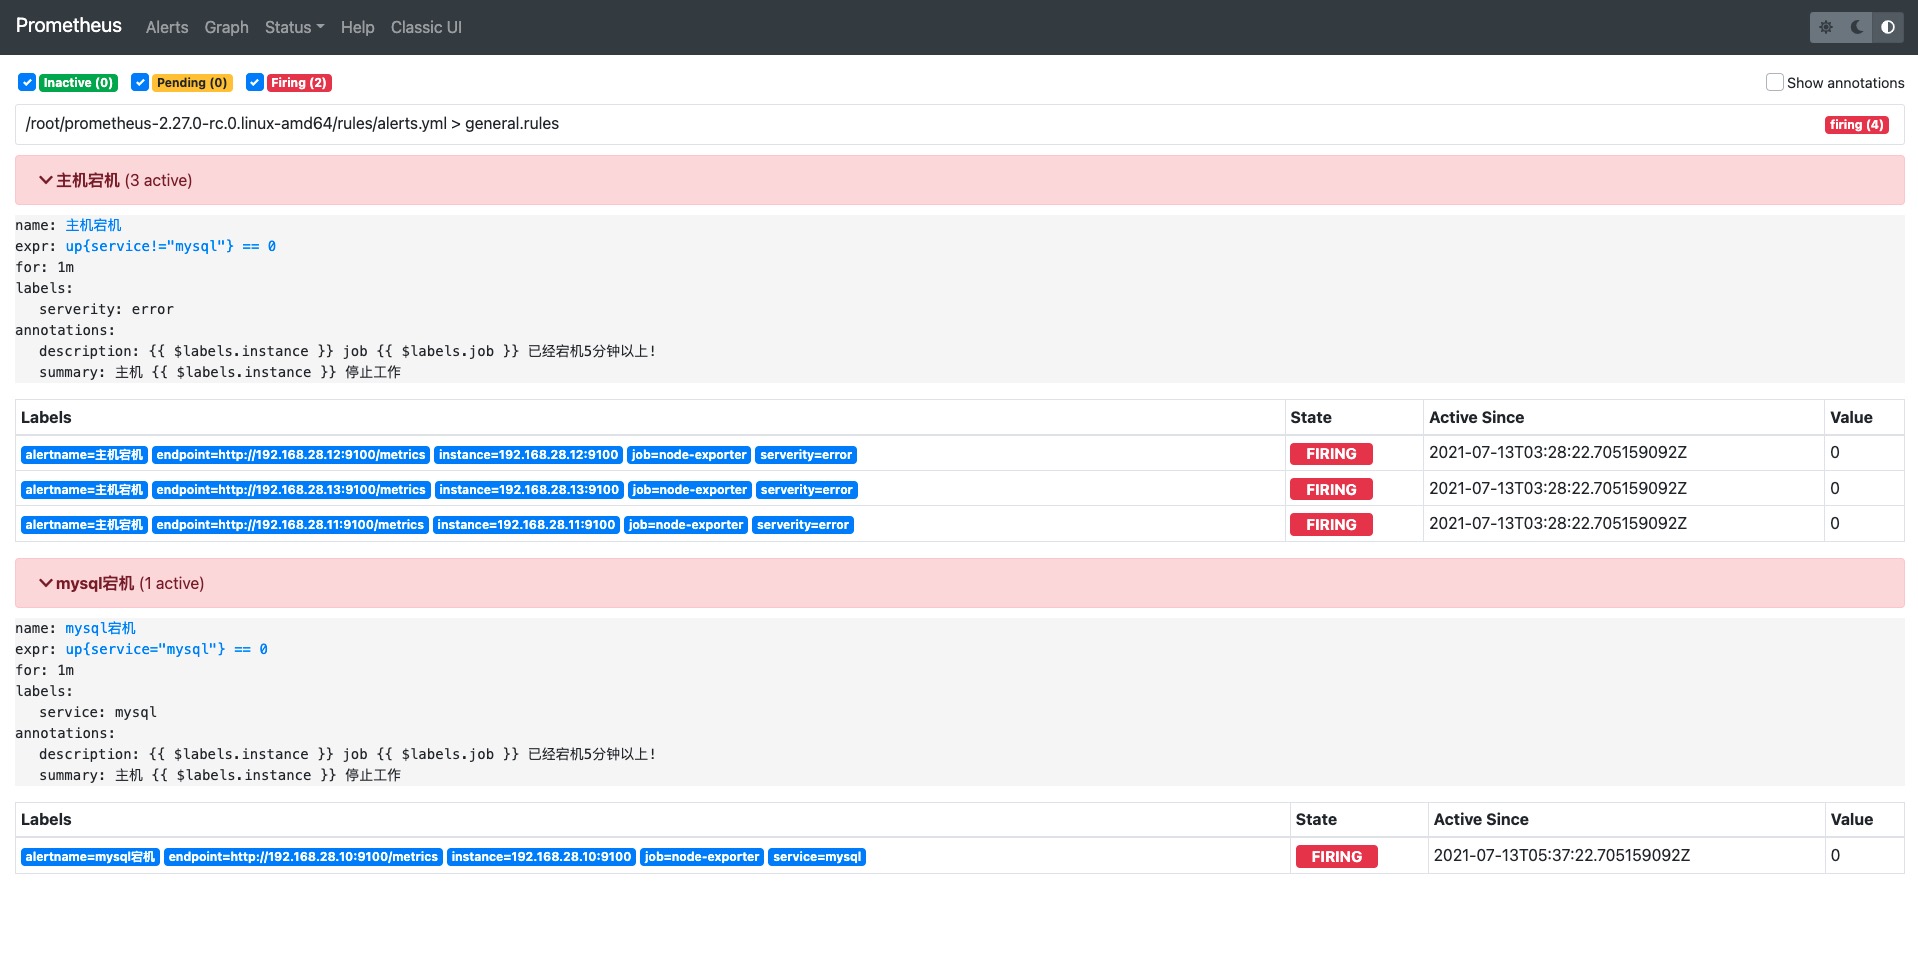 Prometheus Alerts Graph Status Help Classic UI
Inactive (0) Pending (0) Firing (2) Show annotations
/root/prometheus-2.27.0-rc.0.linux-amd64/rules/alerts.yml > general.rules firing (4)
主机宕机 (3 active)
name: 主机宕机
expr: up{service!="mysql"} == 0
for: 1m
labels:
serverity: error
annotations:
description: {{ $labels.instance }} job {{ $labels.job }} 已经宕机5分钟以上!
summary: 主机 {{ $labels.instance }} 停止工作
Labels State Active Since Value
alertname=主机宕机 endpoint=http://192.168.28.12:9100/metrics instance=192.168.28.12:9100 job=node-exporter serverity=error FIRING 2021-07-13T03:28:22.705159092Z 0
alertname=主机宕机 endpoint=http://192.168.28.13:9100/metrics instance=192.168.28.13:9100 job=node-exporter serverity=error FIRING 2021-07-13T03:28:22.705159092Z 0
alertname=主机宕机 endpoint=http://192.168.28.11:9100/metrics instance=192.168.28.11:9100 job=node-exporter serverity=error FIRING 2021-07-13T03:28:22.705159092Z 0
mysql宕机 (1 active)
name: mysql宕机
expr: up{service="mysql"} == 0
for: 1m
labels:
service: mysql
annotations:
description: {{ $labels.instance }} job {{ $labels.job }} 已经宕机5分钟以上!
summary: 主机 {{ $labels.instance }} 停止工作
Labels State Active Since Value
alertname=mysql宕机 endpoint=http://192.168.28.10:9100/metrics instance=192.168.28.10:9100 job=node-exporter service=mysql FIRING 2021-07-13T05:37:22.705159092Z 0